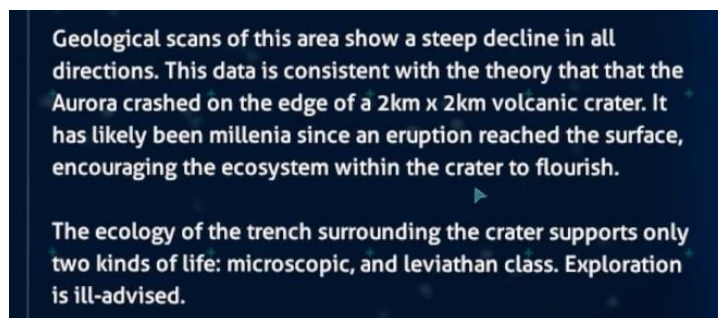 Geological scans of this area show a steep decline in all
directions. This data is consistent with the theory that that the
Aurora crashed on the edge of a 2km x 2km volcanic crater. It
has likely been millenia since an eruption reached the surface,
encouraging the ecosystem within the crater to flourish.
The ecology of the trench surrounding the crater supports only
two kinds of life: microscopic, and leviathan class. Exploration
is ill-advised.